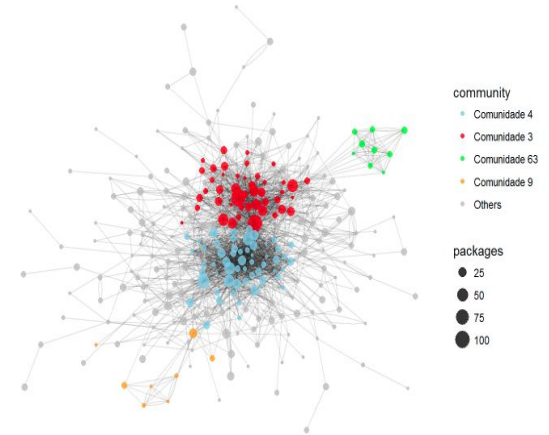 community
Comunidade 4
Comunidade 3
Comunidade 63
Comunidade 9
Others
packages
25
50
75
100